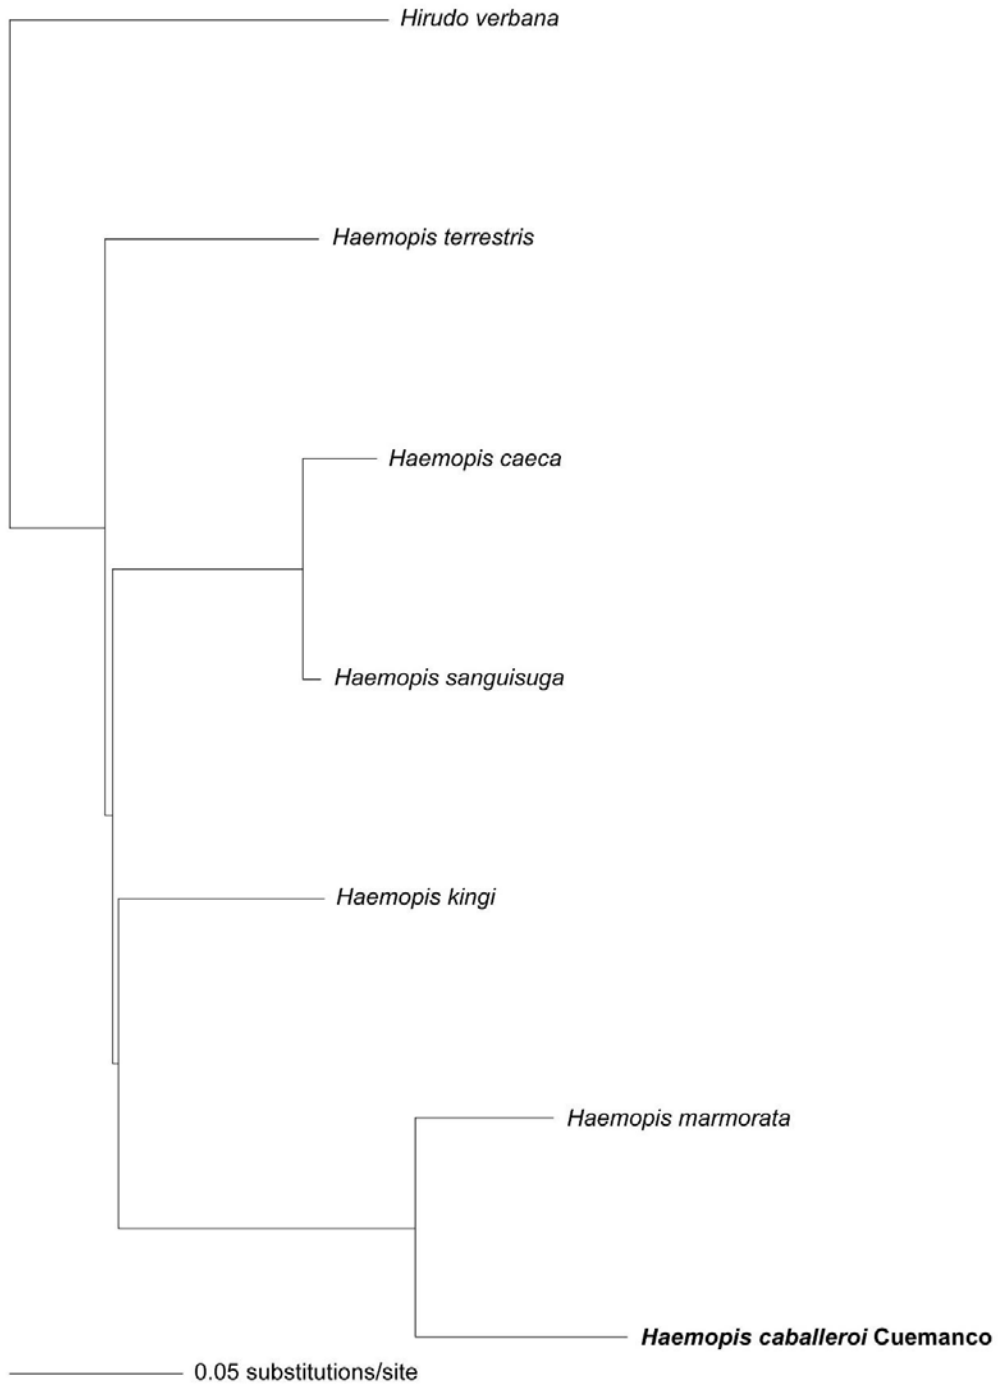 Hirudo verbana
Haemopis terrestris
Haemopis caeca
Haemopis sanguisuga
Haemopis kingi
Haemopis marmorata
Haemopis caballeroi Cuemanco
0.05 substitutions/site